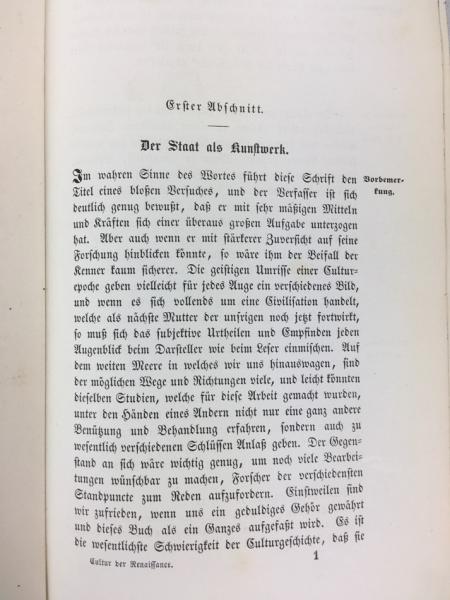 Erster Abschnitt.
Der Staat als Kunstwerk.
Im wahren Sinne des Wortes führt diese Schrift den
Titel eines bloßen Versuches, und der Verfasser ist sich
deutlich genug bewußt, daß er mit sehr mäßigen Mitteln
und Kräften sich einer überaus großen Aufgabe unterzogen
hat. Aber auch wenn er mit stärkerer Zuversicht auf seine
Forschung hinblicken könnte, so wäre ihm der Beifall der
Kenner kaum sicherer. Die geistigen Umrisse einer Cultur-
epoche geben vielleicht für jedes Auge ein verschiedenes Bild,
und wenn es sich vollends um eine Civilisation handelt,
welche als nächste Mutter der unsrigen noch jetzt fortwirkt,
so muß sich das subjektive Urtheilen und Empfinden jeden
Augenblick beim Darsteller wie beim Leser einmischen. Auf
dem weiten Meere in welches wir uns hinauswagen, sind
der möglichen Wege und Richtungen viele, und leicht könnten
dieselben Studien, welche für diese Arbeit gemacht wurden,
unter den Händen eines Andern nicht nur eine ganz andere
Benützung und Behandlung erfahren, sondern auch zu
wesentlich verschiedenen Schlüssen Anlaß geben. Der Gegen-
stand an sich wäre wichtig genug, um noch viele Bearbei-
tungen wünschbar zu machen, Forscher der verschiedensten
Standpuncte zum Reden aufzufordern. Einstweilen sind
wir zufrieden, wenn uns ein geduldiges Gehör gewährt
und dieses Buch als ein Ganzes aufgefaßt wird. Es ist
die wesentlichste Schwierigkeit der Culturgeschichte, daß sie
Vorbemer-
kung.
Cultur der Renaissance.
1